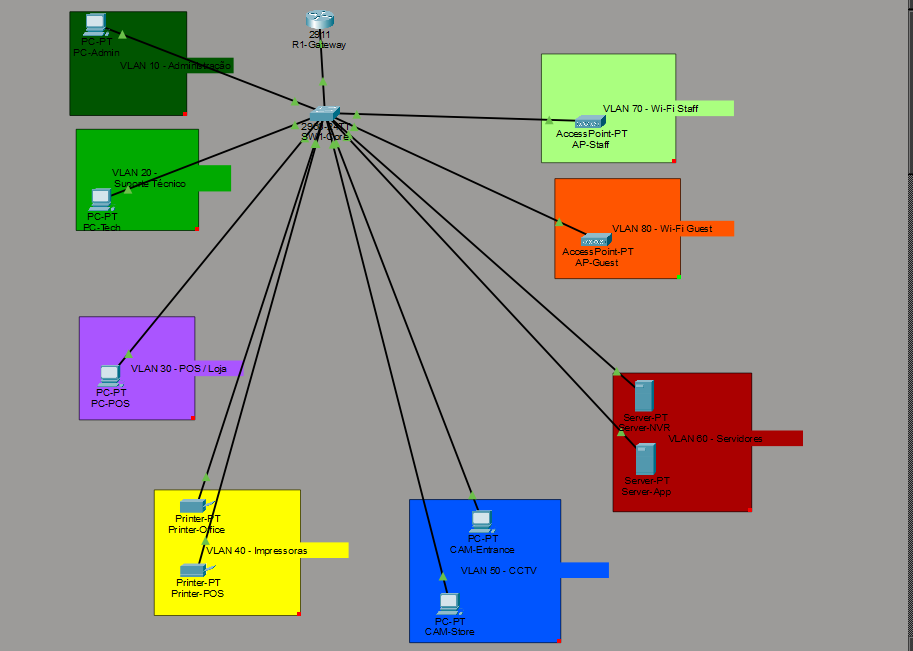 PC-PT
PC-Admin
VLAN 10 - Administração
2911
R1-Gateway
SW1-Core
VLAN 70 - Wi-Fi Staff
AccessPoint-PT
AP-Staff
VLAN 20 -
Suporte Técnico
PC-PT
PC-Tech
VLAN 80 - Wi-Fi Guest
AccessPoint-PT
AP-Guest
VLAN 30 - POS / Loja
PC-PT
PC-POS
Server-PT
Server-NVR
VLAN 60 - Servidores
Server-PT
Server-App
Printer-PT
Printer-Office
VLAN 40 - Impressoras
Printer-PT
Printer-POS
PC-PT
CAM-Entrance
VLAN 50 - CCTV
PC-PT
CAM-Store